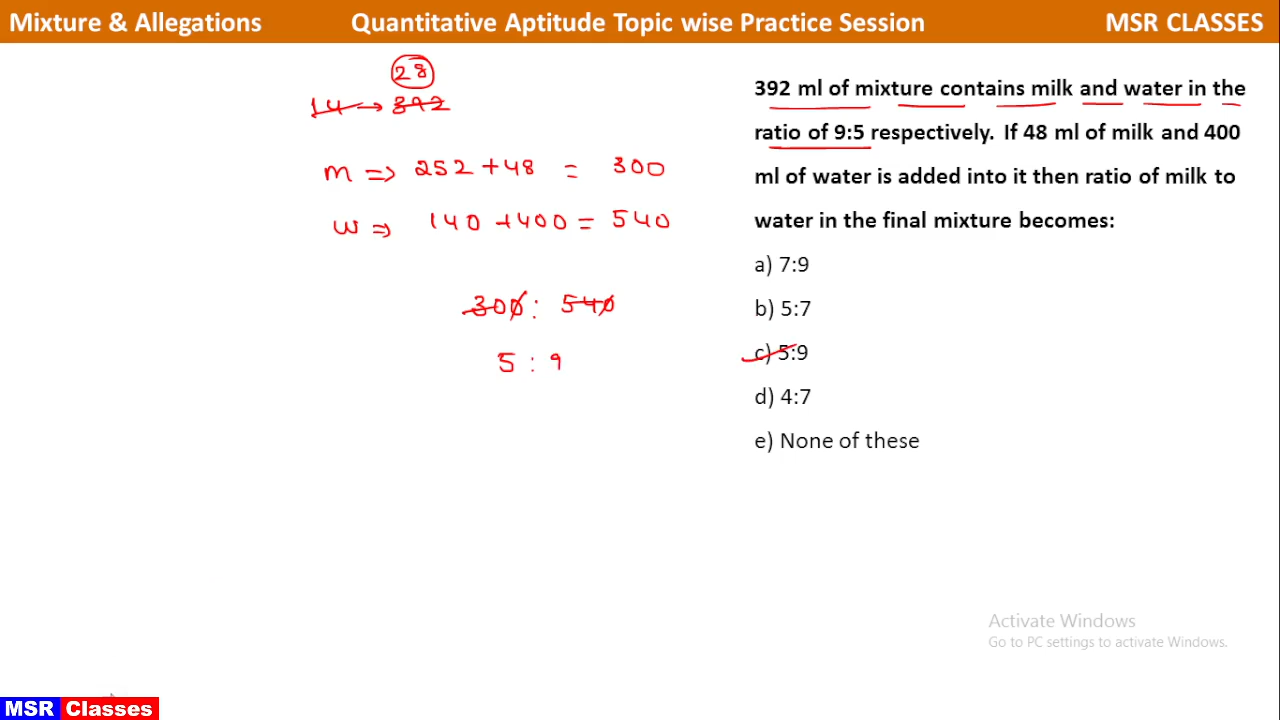 Mixture & Allegations Quantitative Aptitude Topic wise Practice Session MSR CLASSES
28
14 → 392
m => 252 + 48 = 300
w => 140 + 400 = 540
300 : 540
5 : 9
392 ml of mixture contains milk and water in the
ratio of 9:5 respectively. If 48 ml of milk and 400
ml of water is added into it then ratio of milk to
water in the final mixture becomes:
a) 7:9
b) 5:7
c) 5:9
d) 4:7
e) None of these
Activate Windows
Go to PC settings to activate Windows.
MSR Classes